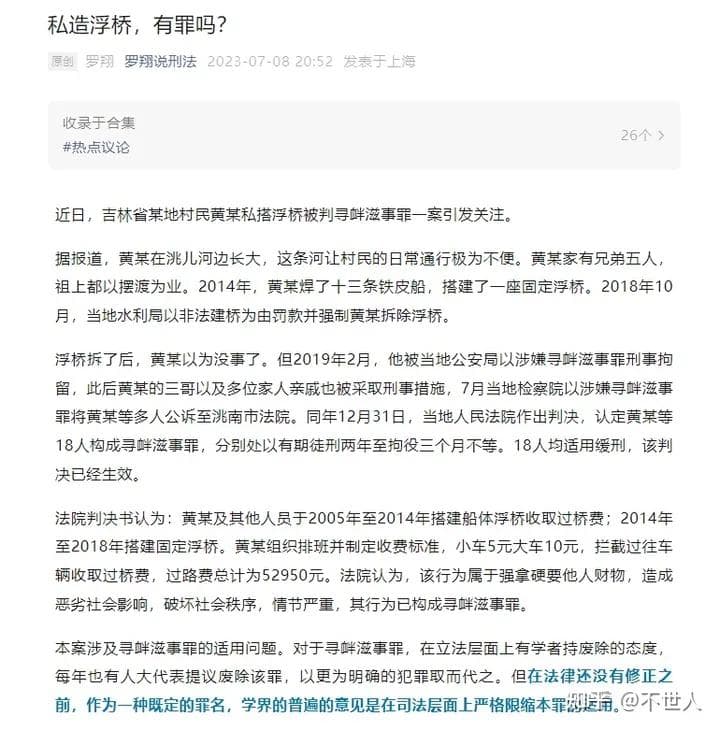 私造浮桥，有罪吗？
原创 罗翔 罗翔说刑法 2023-07-08 20:52 发表于上海
收录于合集
#热点议论
26个 >
近日，吉林省某地村民黄某私搭浮桥被判寻衅滋事罪一案引发关注。
据报道，黄某在洮儿河边长大，这条河让村民的日常通行极为不便。黄某家有兄弟五人，
祖上都以摆渡为业。2014年，黄某焊了十三条铁皮船，搭建了一座固定浮桥。2018年10
月，当地水利局以非法建桥为由罚款并强制黄某拆除浮桥。
浮桥拆了后，黄某以为没事了。但2019年2月，他被当地公安局以涉嫌寻衅滋事罪刑事拘
留，此后黄某的三哥以及多位家人亲戚也被采取刑事措施，7月当地检察院以涉嫌寻衅滋事
罪将黄某等多人公诉至洮南市法院。同年12月31日，当地人民法院作出判决，认定黄某等
18人构成寻衅滋事罪，分别处以有期徒刑两年至拘役三个月不等。18人均适用缓刑，该判
决已经生效。
法院判决书认为：黄某及其他人员于2005年至2014年搭建船体浮桥收取过桥费；2014年
至2018年搭建固定浮桥。黄某组织排班并制定收费标准，小车5元大车10元，拦截过往车
辆收取过桥费，过路费总计为52950元。法院认为，该行为属于强拿硬要他人财物，造成
恶劣社会影响，破坏社会秩序，情节严重，其行为已构成寻衅滋事罪。
本案涉及寻衅滋事罪的适用问题。对于寻衅滋事罪，在立法层面上有学者持废除的态度，
每年也有人大代表提议废除该罪，以更为明确的犯罪取而代之。但在法律还没有修正之
前，作为一种既定的罪名，学界的普遍的意见是在司法层面上严格限缩本罪的适用。
知乎 @不世人